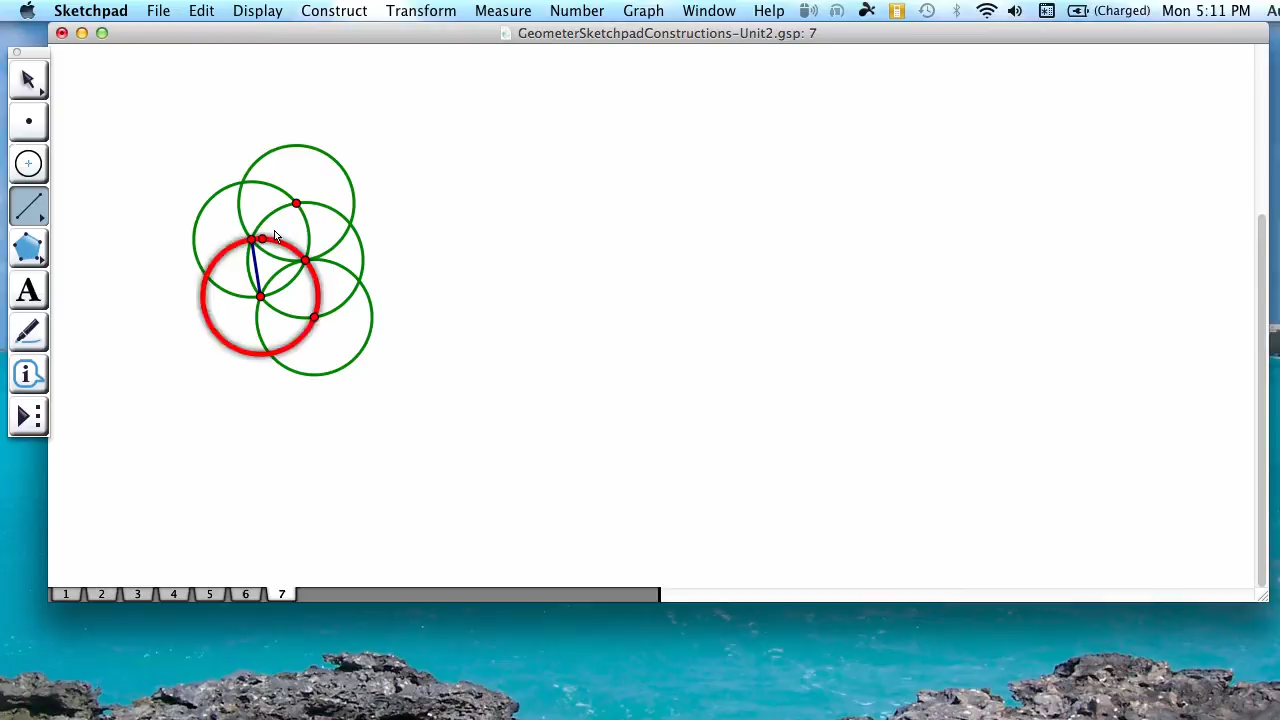 Sketchpad File Edit Display Construct Transform Measure Number Graph Window Help (Charged) Mon 5:11 PM
GeometerSketchpadConstructions-Unit2.gsp: 7
A
i
1 2 3 4 5 6 7